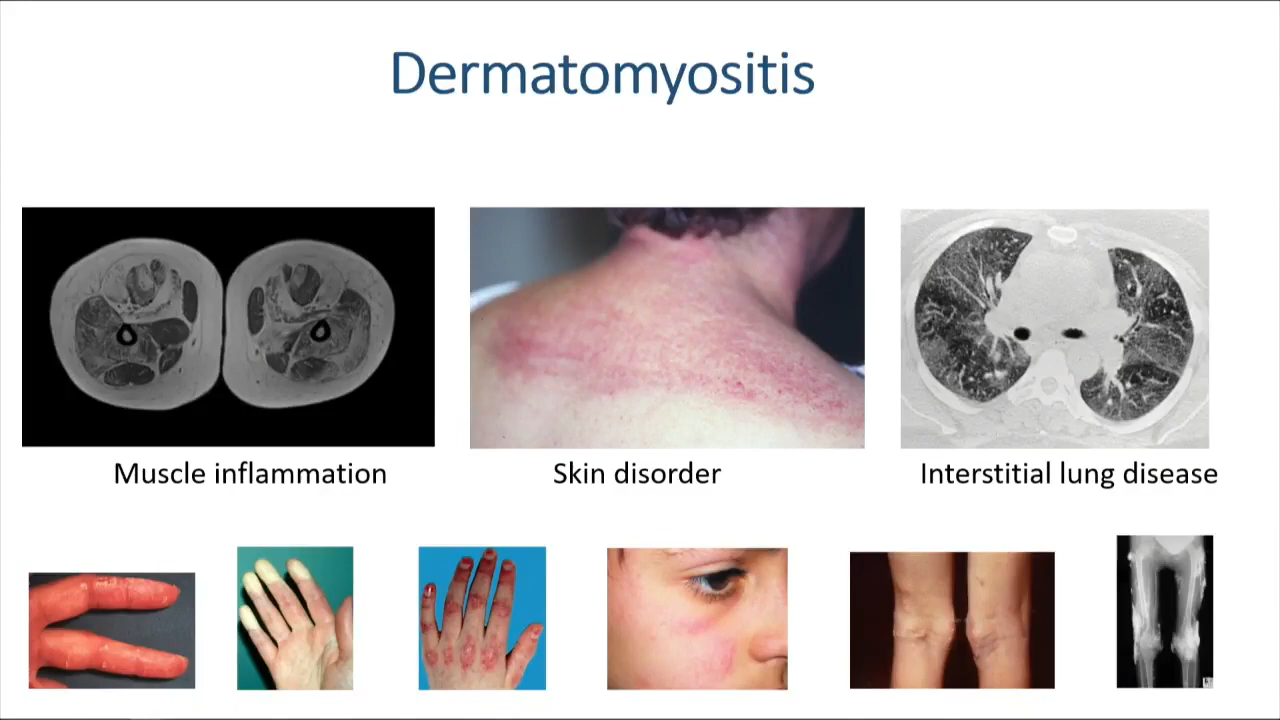 Dermatomyositis
Muscle inflammation
Skin disorder
Interstitial lung disease